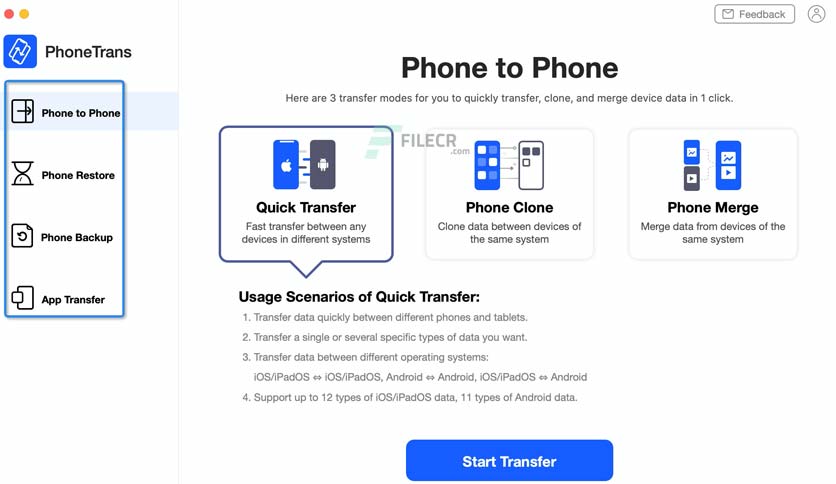 Feedback
PhoneTrans
Phone to Phone
Phone Restore
Phone Backup
App Transfer
Phone to Phone
Here are 3 transfer modes for you to quickly transfer, clone, and merge device data in 1 click.
FILECR
.com
Quick Transfer
Fast transfer between any
devices in different systems
Phone Clone
Clone data between devices of
the same system
Phone Merge
Merge data from devices of the
same system
Usage Scenarios of Quick Transfer:
1. Transfer data quickly between different phones and tablets.
2. Transfer a single or several specific types of data you want.
3. Transfer data between different operating systems:
iOS/iPadOS ⇔ iOS/iPadOS, Android ⇔ Android, iOS/iPadOS ⇔ Android
4. Support up to 12 types of iOS/iPadOS data, 11 types of Android data.
Start Transfer